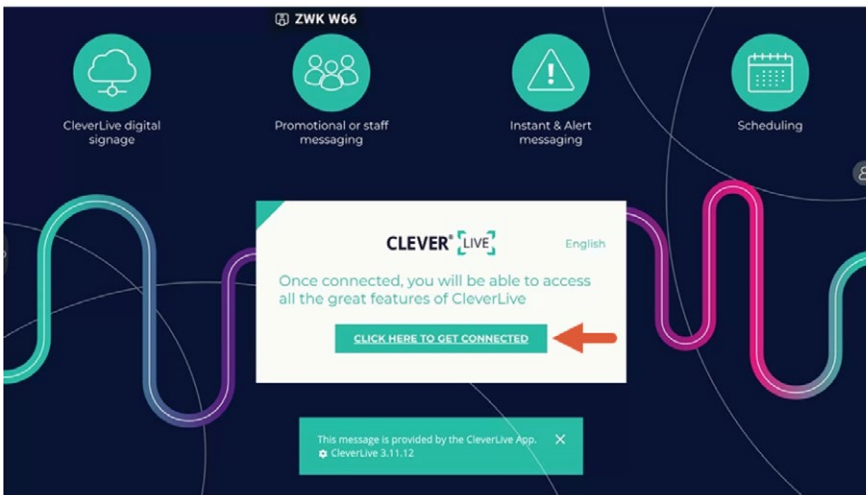 ZWK W66
CleverLive digital
signage
Promotional or staff
messaging
Instant & Alert
messaging
Scheduling
CLEVER® LIVE
English
Once connected, you will be able to access
all the great features of CleverLive
CLICK HERE TO GET CONNECTED
This message is provided by the CleverLive App.
CleverLive 3.11.12